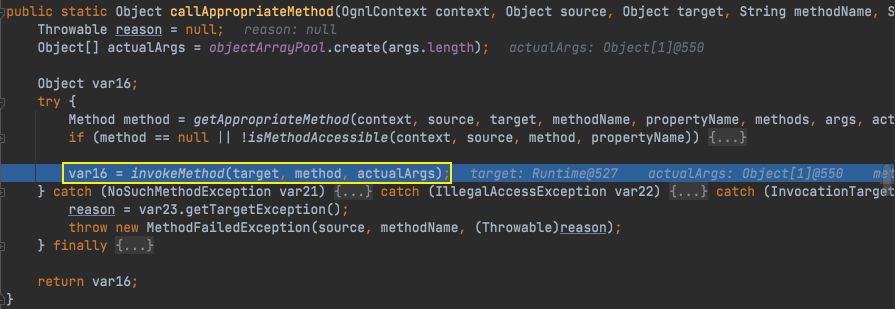 public static Object callAppropriateMethod(OgnlContext context, Object source, Object target, String methodName, S
Throwable reason = null; reason: null
Object[] actualArgs = objectArrayPool.create(args.length); actualArgs: Object[1]@550
Object var16;
try {
Method method = getAppropriateMethod(context, source, target, methodName, propertyName, methods, args, act
if (method == null || !isMethodAccessible(context, source, method, propertyName)) {...}
var16 = invokeMethod(target, method, actualArgs); target: Runtime@527 actualArgs: Object[1]@550 met
} catch (NoSuchMethodException var21) {...} catch (IllegalAccessException var22) {...} catch (InvocationTarget
reason = var23.getTargetException();
throw new MethodFailedException(source, methodName, (Throwable)reason);
} finally {...}
return var16;
}